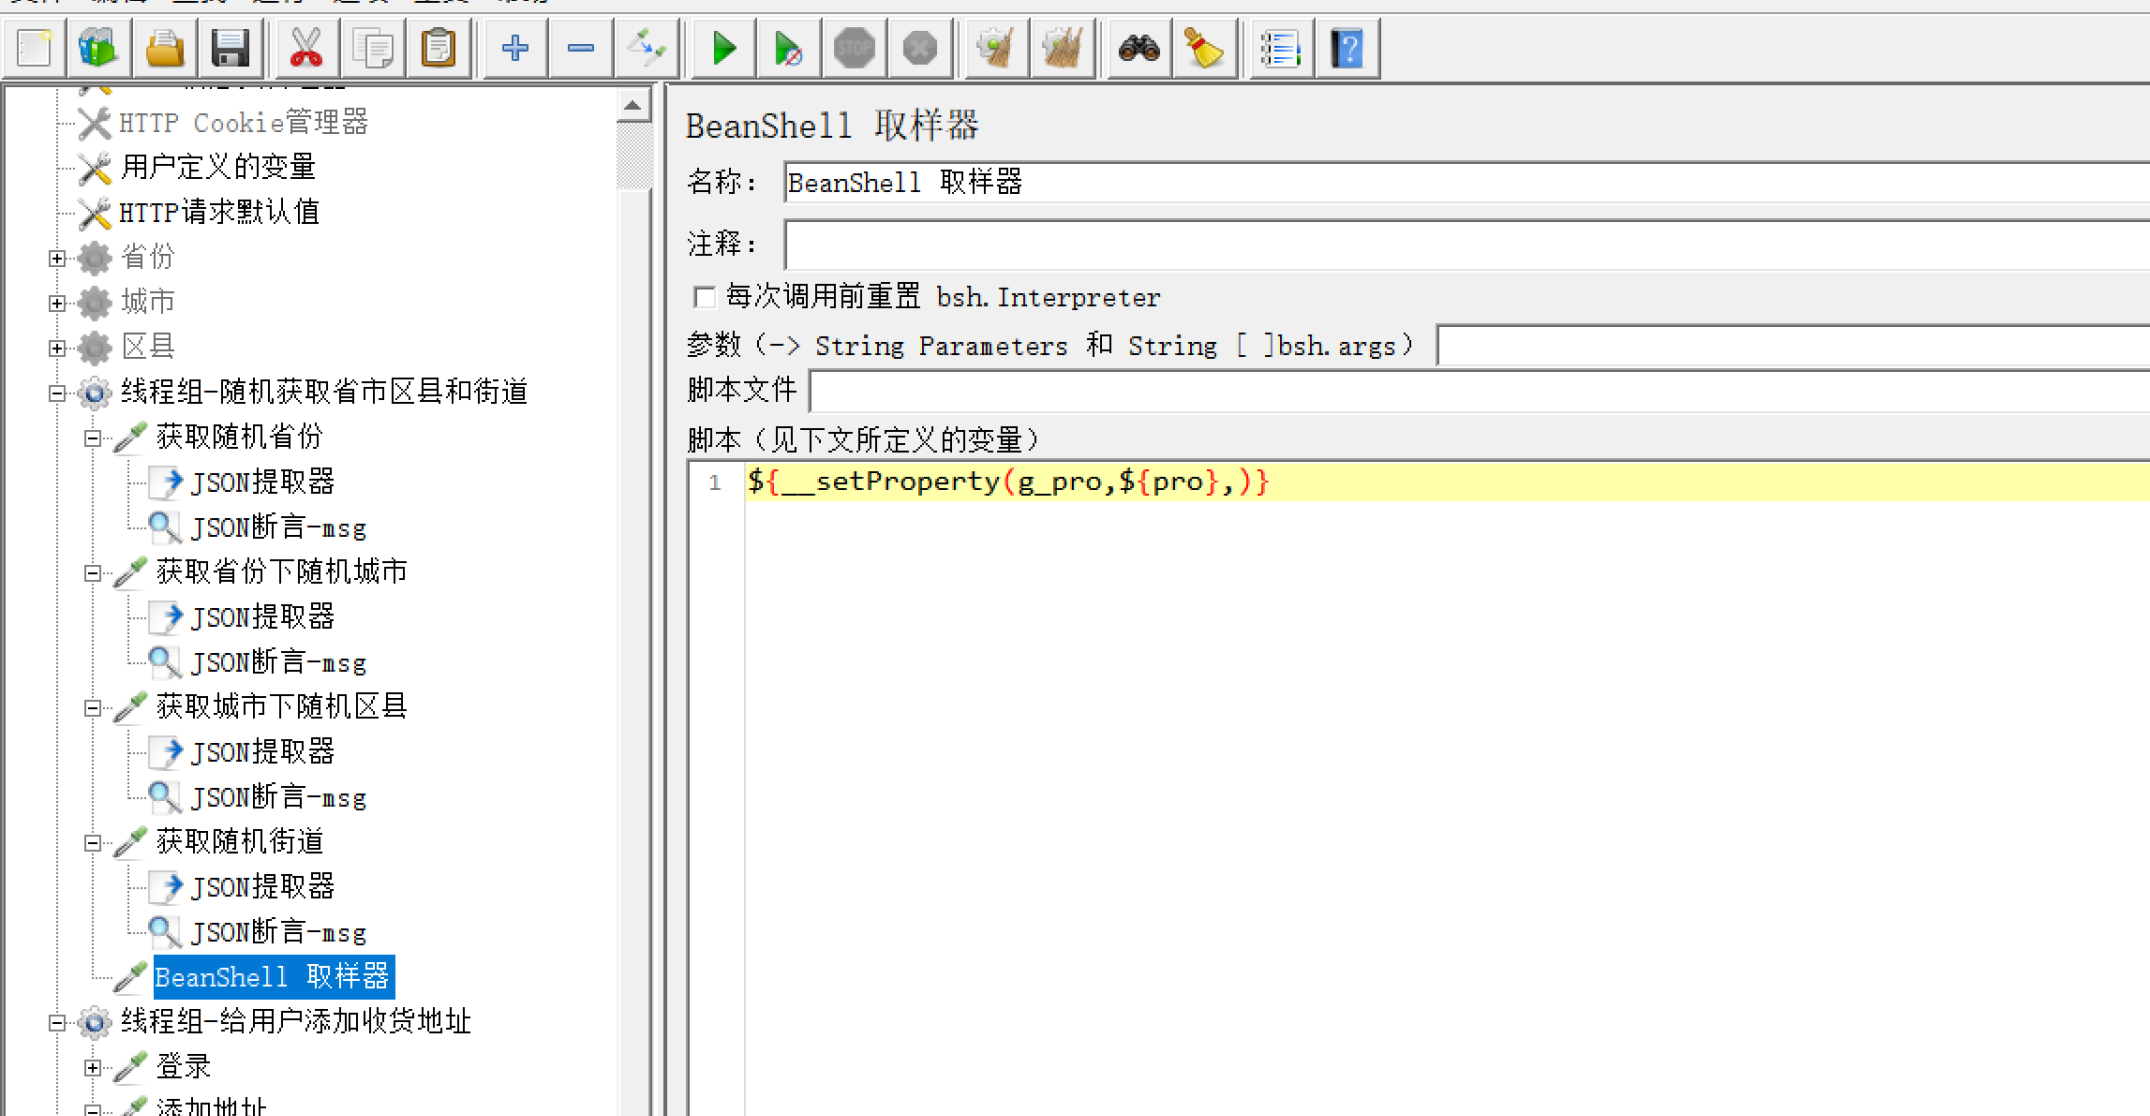 STOP
HTTP Cookie管理器
用户定义的变量
HTTP请求默认值
省份
城市
区县
线程组-随机获取省市区县和街道
获取随机省份
JSON提取器
JSON断言-msg
获取省份下随机城市
JSON提取器
JSON断言-msg
获取城市下随机区县
JSON提取器
JSON断言-msg
获取随机街道
JSON提取器
JSON断言-msg
BeanShell 取样器
线程组-给用户添加收货地址
登录
添加地址
BeanShell 取样器
名称： BeanShell 取样器
注释：
每次调用前重置 bsh.Interpreter
参数（-> String Parameters 和 String [ ]bsh.args）
脚本文件
脚本（见下文所定义的变量）
1 ${__setProperty(g_pro,${pro},)}